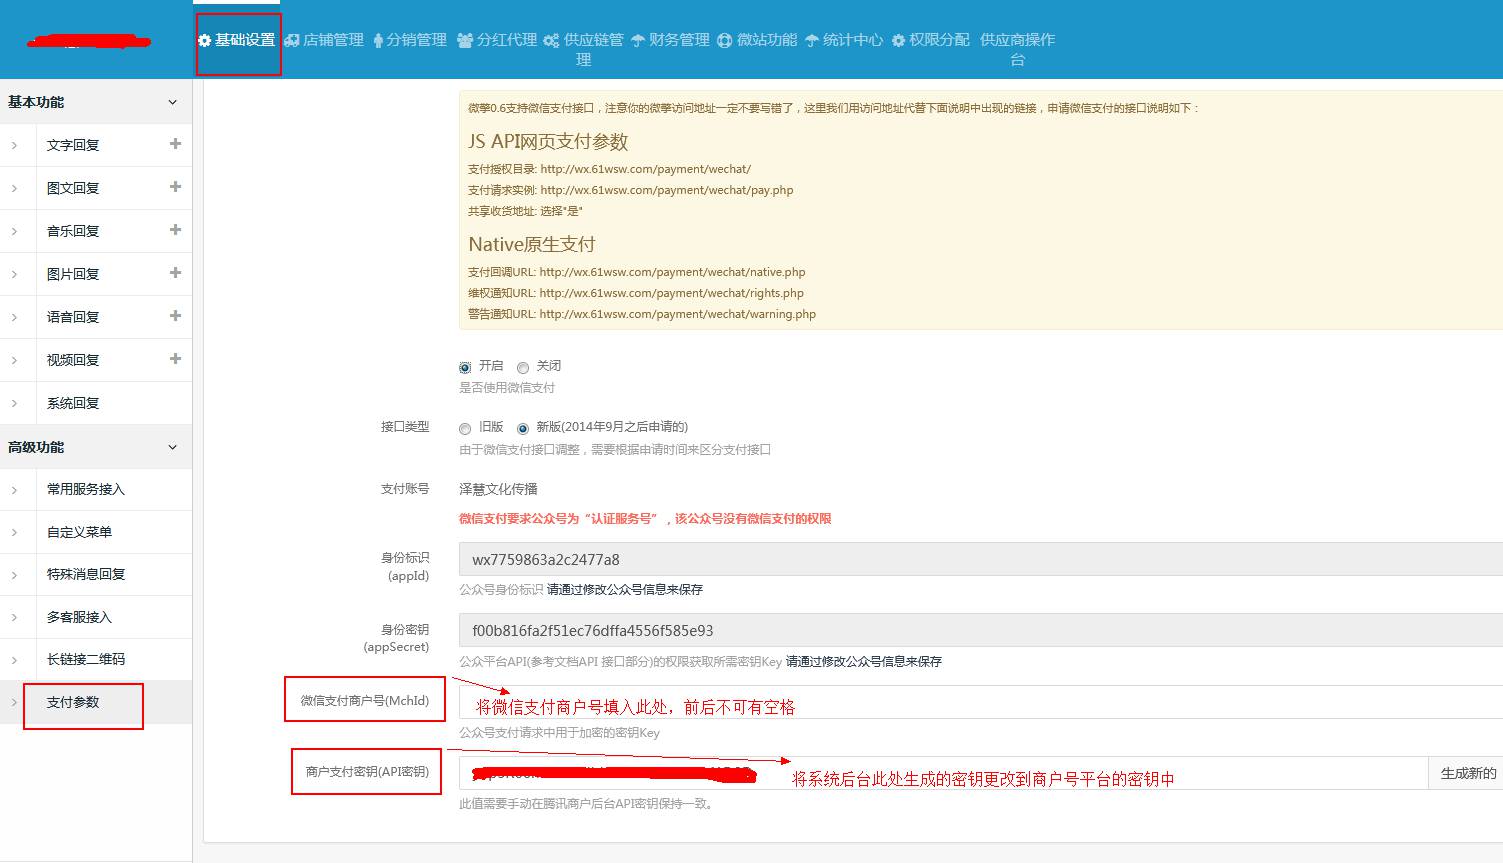 基础设置
店铺管理
分销管理
分红代理
供应链管
理
财务管理
微站功能
统计中心
权限分配
供应商操作
台
基本功能
文字回复
图文回复
音乐回复
图片回复
语音回复
视频回复
系统回复
高级功能
常用服务接入
自定义菜单
特殊消息回复
多客服接入
长链接二维码
支付参数
微擎0.6支持微信支付接口，注意你的微擎访问地址一定不要写错了，这里我们用访问地址代替下面说明中出现的链接，申请微信支付的接口说明如下：
JS API网页支付参数
支付授权目录: http://wx.61wsw.com/payment/wechat/
支付请求实例: http://wx.61wsw.com/payment/wechat/pay.php
共享收货地址: 选择"是"
Native原生支付
支付回调URL: http://wx.61wsw.com/payment/wechat/native.php
维权通知URL: http://wx.61wsw.com/payment/wechat/rights.php
警告通知URL: http://wx.61wsw.com/payment/wechat/warning.php
开启 关闭
是否使用微信支付
接口类型 旧版 新版(2014年9月之后申请的)
由于微信支付接口调整，需要根据申请时间来区分支付接口
支付账号 泽慧文化传播
微信支付要求公众号为“认证服务号”，该公众号没有微信支付的权限
身份标识
(appId)
wx7759863a2c2477a8
公众号身份标识 请通过修改公众号信息来保存
身份密钥
(appSecret)
f00b816fa2f51ec76dffa4556f585e93
公众平台API(参考文档API 接口部分)的权限获取所需密钥Key 请通过修改公众号信息来保存
微信支付商户号(MchId)
将微信支付商户号填入此处，前后不可有空格
公众号支付请求中用于加密的密钥Key
商户支付密钥(API密钥)
将系统后台此处生成的密钥更改到商户号平台的密钥中
生成新的
此值需要手动在腾讯商户后台API密钥保持一致。